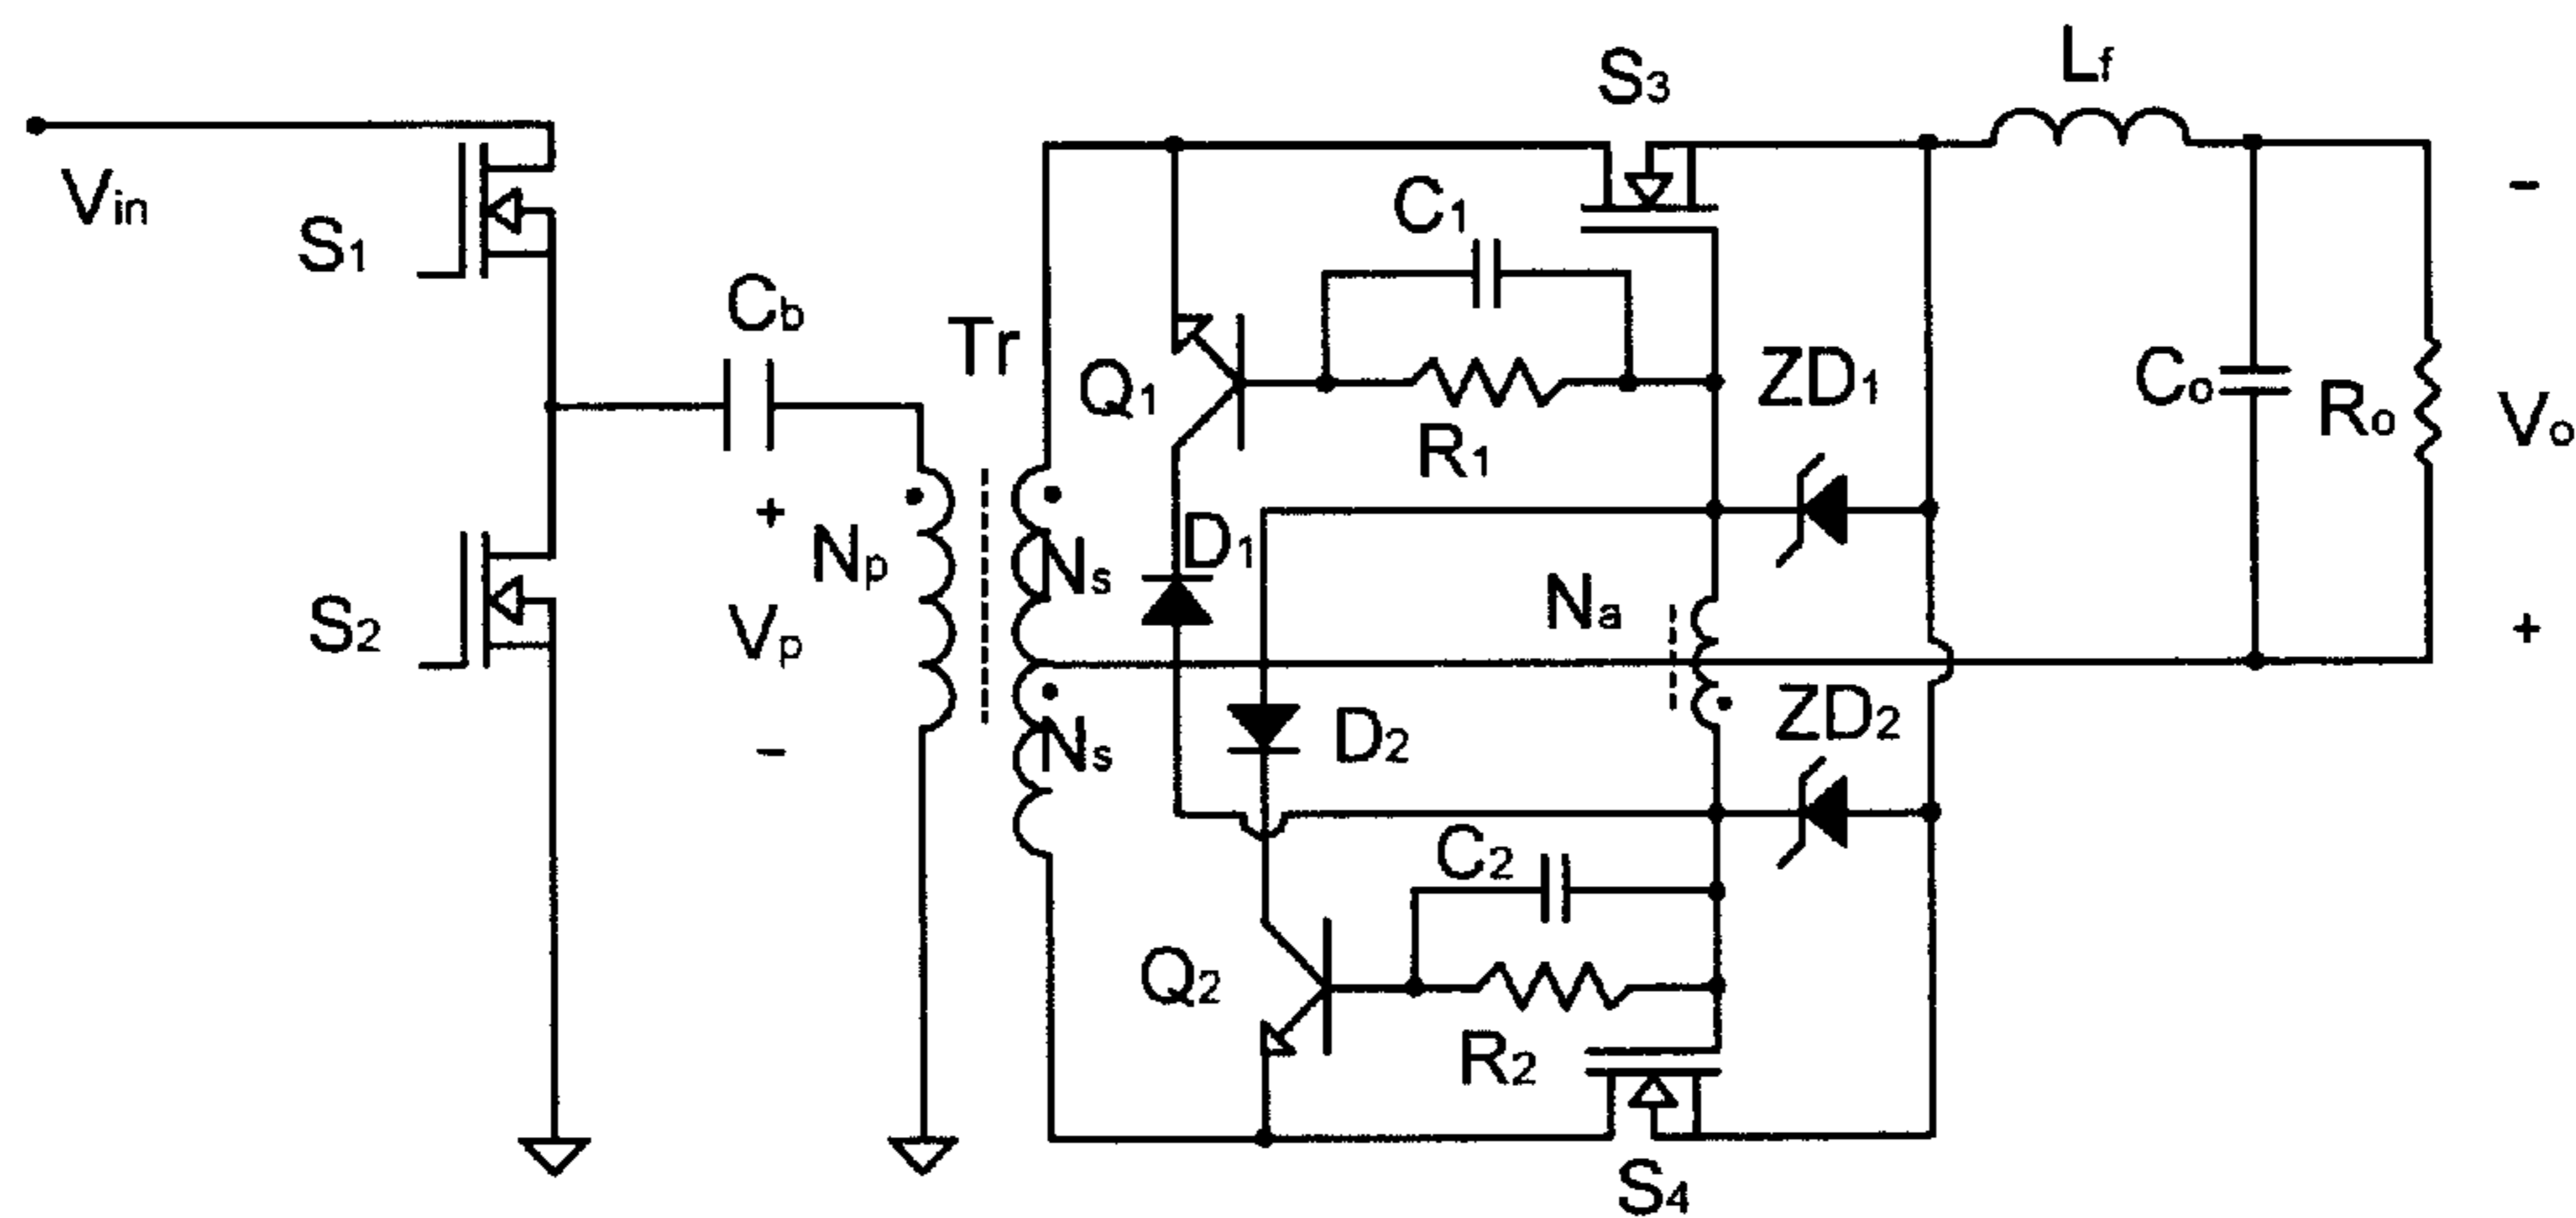 Vin
S1
S2
Cb
+
Vp
−
Np
Tr
Ns
Ns
Q1
D1
C1
R1
S3
ZD1
Na
D2
ZD2
C2
Q2
R2
S4
Lf
Co
Ro
−
Vo
+